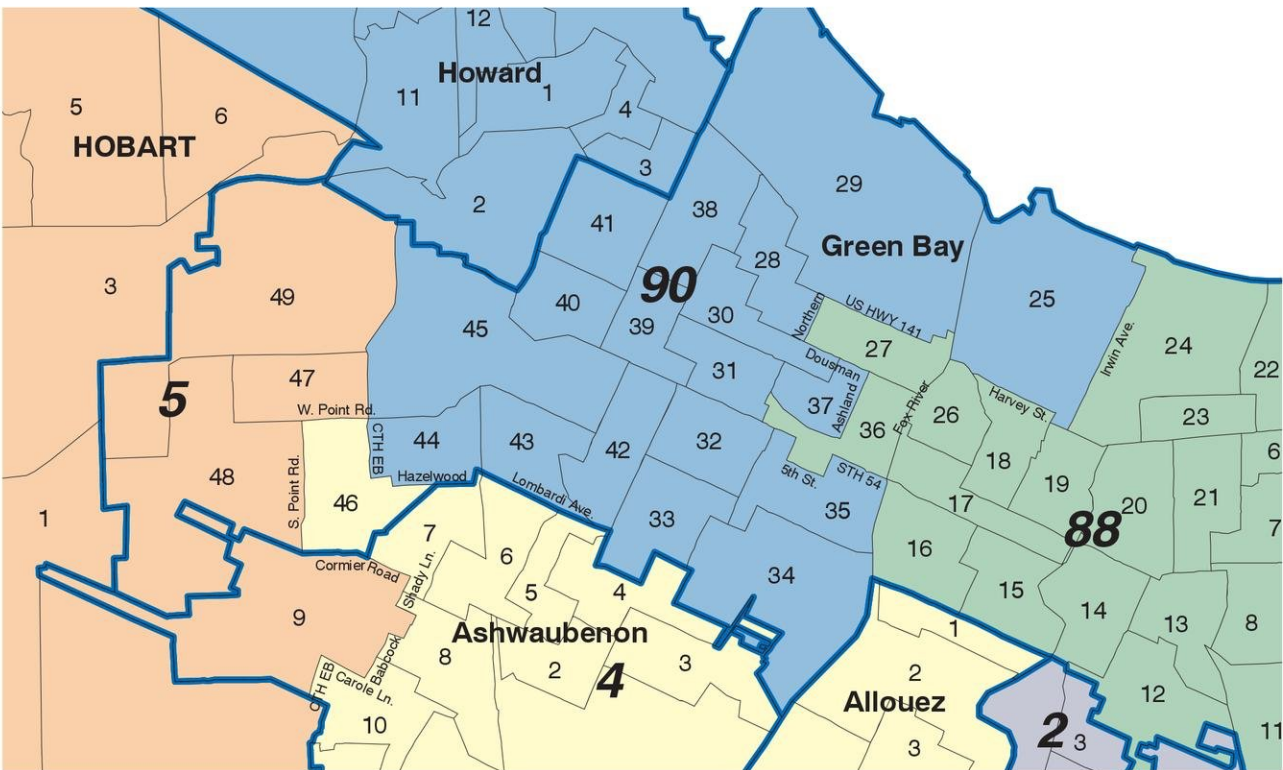 12
Howard
11
1
4
5
6
HOBART
3
2
29
41
38
Green Bay
28
3
49
90
25
40
30
39
45
Northern
US HWY 141
27
24
Irwin Ave.
22
Dousman
31
47
5
W. Point Rd.
37
Ashland
Fox River
26
Harvey St.
23
36
CTH EB
44
43
42
32
6
18
48
S. Point Rd.
Hazelwood
Lombardi Ave.
5th St.
STH 54
19
46
17
20
21
1
33
35
88
7
7
16
6
Cormier Road
Shady Ln.
34
5
4
15
14
9
Ashwaubenon
1
13
8
8
Babcock
2
3
2
CTH EB
Carole Ln.
4
Allouez
12
10
2
3
3
11